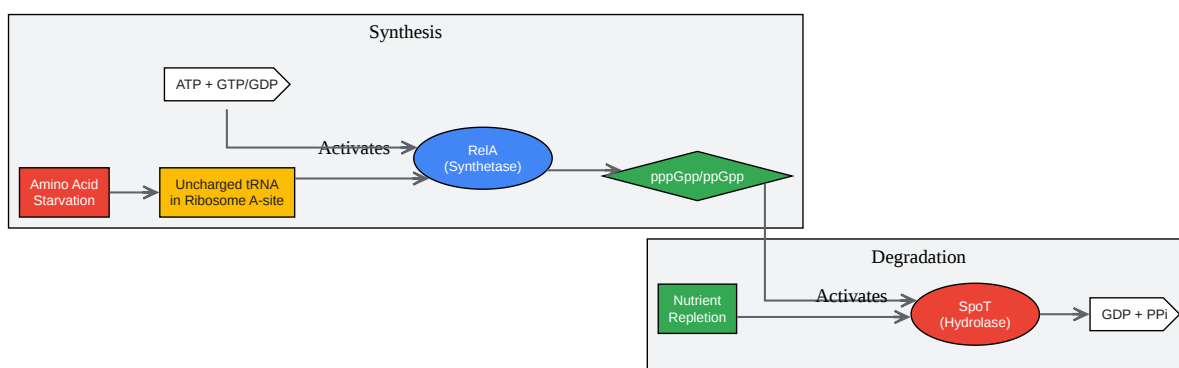 Synthesis
ATP + GTP/GDP
Activates
RelA
(Synthetase)
Amino Acid
Starvation
Uncharged tRNA
in Ribosome A-site
pppGpp/ppGpp
Degradation
Nutrient
Repletion
Activates
SpoT
(Hydrolase)
GDP + PPi